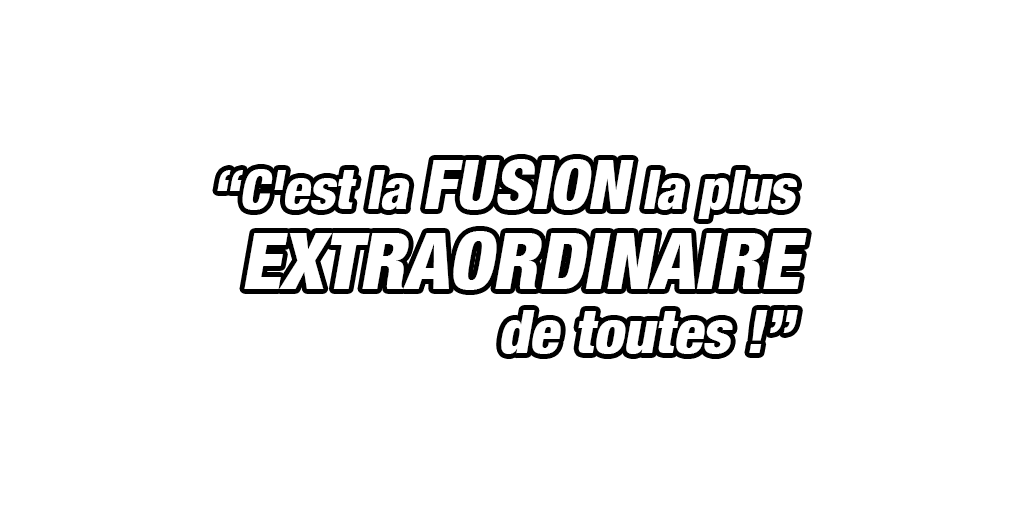 “C'est la FUSION la plus
EXTRAORDINAIRE
de toutes !”